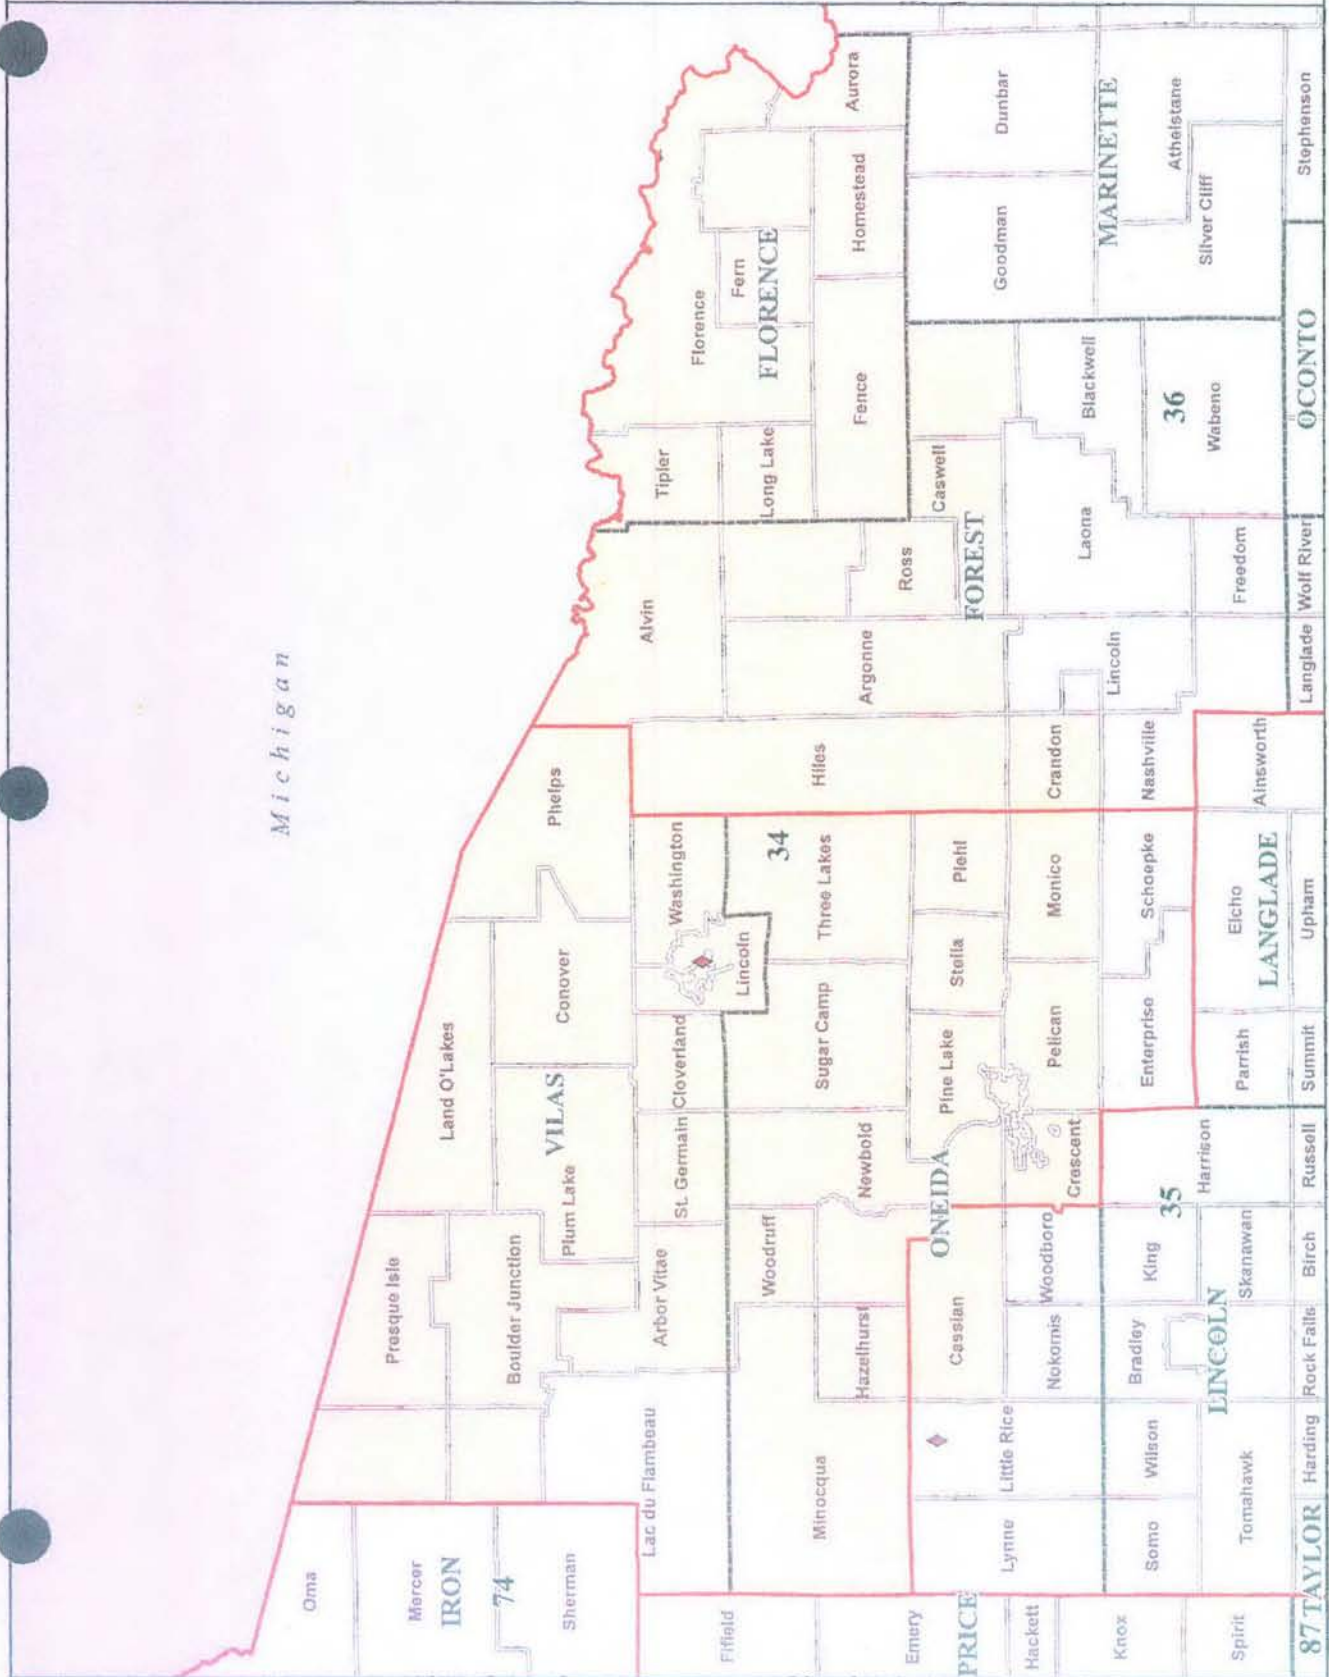 Michigan
Oma
Mercer
IRON
74
Sherman
Presque Isle
Boulder Junction
Land O'Lakes
VILAS
Plum Lake
Conover
Phelps
Lac du Flambeau
Arbor Vitae
St. Germain
Cloverland
Washington
Lincoln
34
Alvin
Tipler
Florence
Fern
FLORENCE
Long Lake
Aurora
Homestead
Fence
Fifield
Minocqua
Woodruff
Hazelhurst
Newbold
Sugar Camp
Three Lakes
Hiles
Argonne
Ross
Caswell
FOREST
Emery
PRICE
Cassian
ONEIDA
Pine Lake
Stella
Piehl
Goodman
Dunbar
MARINETTE
Hackett
Lynne
Little Rice
Nokomis
Woodboro
Crescent
Pelican
Monico
Crandon
Lincoln
Laona
Blackwell
Athelstane
Silver Cliff
Knox
Somo
Wilson
Bradley
King
35
Harrison
Enterprise
Schoepke
Nashville
Freedom
36
Wabeno
Spirit
Tomahawk
LINCOLN
Skanawan
Parrish
Elcho
LANGLADE
Ainsworth
87
TAYLOR
Harding
Rock Falls
Birch
Russell
Summit
Upham
Langlade
Wolf River
OCONTO
Stephenson